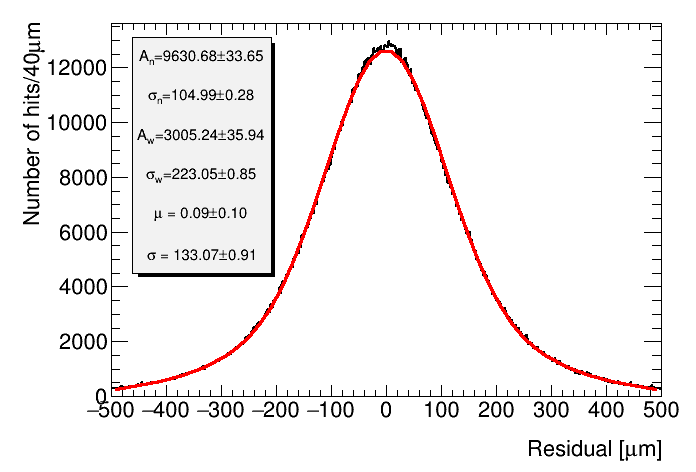 Number of hits/40μm
12000
10000
8000
6000
4000
2000
0
Aₙ=9630.68±33.65
σₙ=104.99±0.28
A_w=3005.24±35.94
σ_w=223.05±0.85
μ = 0.09±0.10
σ = 133.07±0.91
−500 −400 −300 −200 −100 0 100 200 300 400 500
Residual [μm]